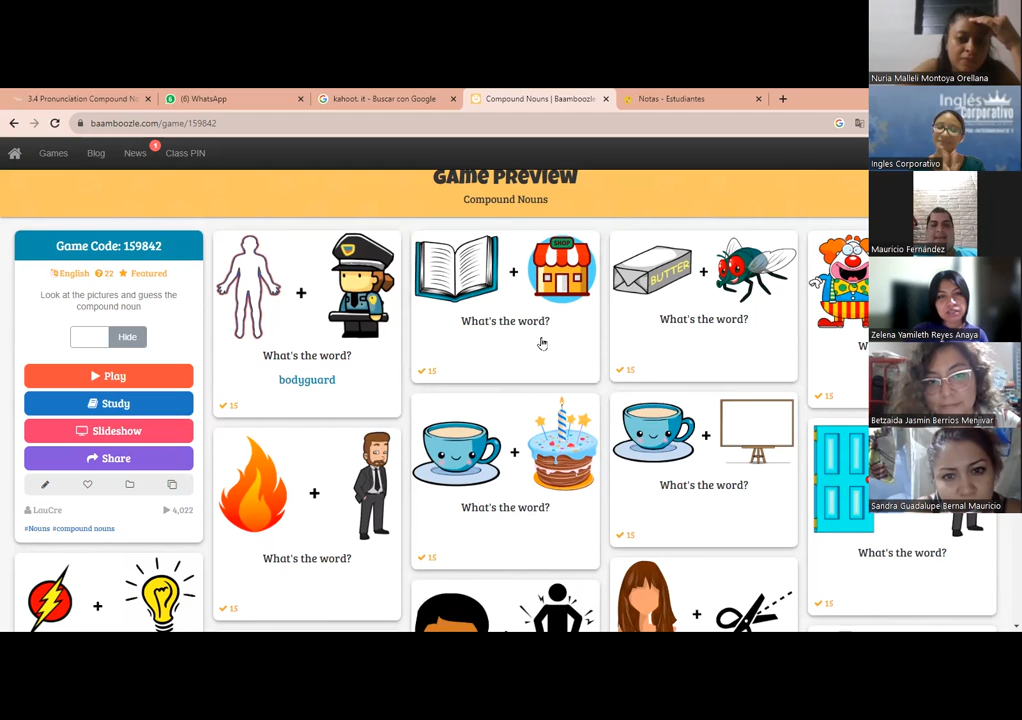 3.4 Pronunciation Compound No
(6) WhatsApp
kahoot. it - Buscar con Google
Compound Nouns | Baamboozle
Notas - Estudiantes
baamboozle.com/game/159842
Games
Blog
News
1
Class PIN
GAME PREVIEW
Compound Nouns
Game Code: 159842
English
22
Featured
Look at the pictures and guess the
compound noun
Hide
Play
Study
Slideshow
Share
LauCre
4,022
#Nouns #compound nouns
What's the word?
bodyguard
15
SHOP
What's the word?
15
BUTTER
What's the word?
15
W
15
What's the word?
15
What's the word?
15
What's the word?
15
What's the word?
15
Nuria Malleli Montoya Orellana
Inglés
Corporativo
Ingles Corporativo
Mauricio Fernández
Zelena Yamileth Reyes Anaya
Betzaida Jasmin Berrios Menjivar
Sandra Guadalupe Bernal Mauricio